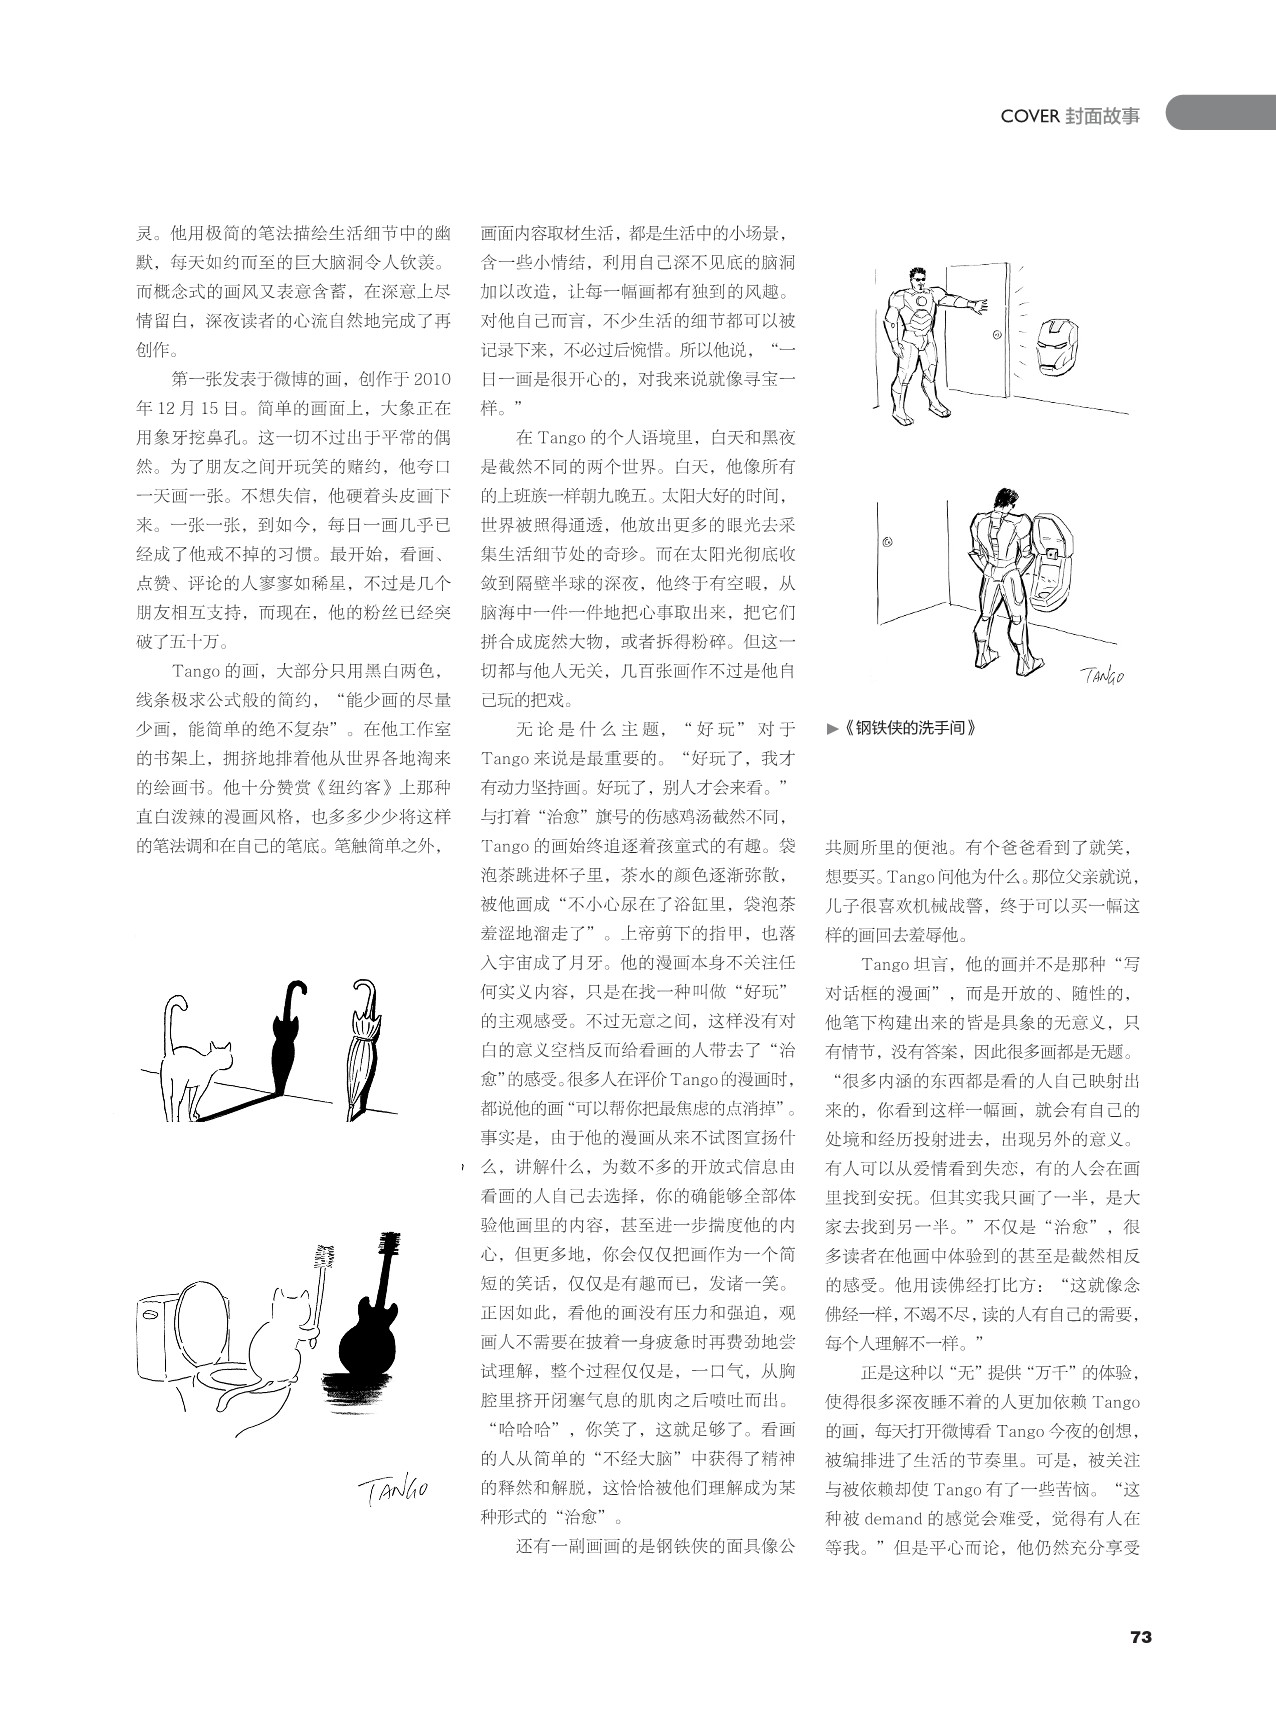 COVER 封面故事
灵。他用极简的笔法描绘生活细节中的幽
默，每天如约而至的巨大脑洞令人钦羡。
而概念式的画风又表意含蓄，在深意上尽
情留白，深夜读者的心流自然地完成了再
创作。
第一张发表于微博的画，创作于 2010
年 12 月 15 日。简单的画面上，大象正在
用象牙挖鼻孔。这一切不过出于平常的偶
然。为了朋友之间开玩笑的赌约，他夸口
一天画一张。不想失信，他硬着头皮画下
来。一张一张，到如今，每日一画几乎已
经成了他戒不掉的习惯。最开始，看画、
点赞、评论的人寥寥如稀星，不过是几个
朋友相互支持，而现在，他的粉丝已经突
破了五十万。
Tango 的画，大部分只用黑白两色，
线条极求公式般的简约，“能少画的尽量
少画，能简单的绝不复杂”。在他工作室
的书架上，拥挤地排着他从世界各地淘来
的绘画书。他十分赞赏《纽约客》上那种
直白泼辣的漫画风格，也多多少少将这样
的笔法调和在自己的笔底。笔触简单之外，
TANGO
画面内容取材生活，都是生活中的小场景，
含一些小情结，利用自己深不见底的脑洞
加以改造，让每一幅画都有独到的风趣。
对他自己而言，不少生活的细节都可以被
记录下来，不必过后惋惜。所以他说，“一
日一画是很开心的，对我来说就像寻宝一
样。”
在 Tango 的个人语境里，白天和黑夜
是截然不同的两个世界。白天，他像所有
的上班族一样朝九晚五。太阳大好的时间，
世界被照得通透，他放出更多的眼光去采
集生活细节处的奇珍。而在太阳光彻底收
敛到隔壁半球的深夜，他终于有空暇，从
脑海中一件一件地把心事取出来，把它们
拼合成庞然大物，或者拆得粉碎。但这一
切都与他人无关，几百张画作不过是他自
己玩的把戏。
无论是什么主题，“好玩”对于
Tango 来说是最重要的。“好玩了，我才
有动力坚持画。好玩了，别人才会来看。”
与打着“治愈”旗号的伤感鸡汤截然不同，
Tango 的画始终追逐着孩童式的有趣。袋
泡茶跳进杯子里，茶水的颜色逐渐弥散，
被他画成“不小心尿在了浴缸里，袋泡茶
羞涩地溜走了”。上帝剪下的指甲，也落
入宇宙成了月牙。他的漫画本身不关注任
何实义内容，只是在找一种叫做“好玩”
的主观感受。不过无意之间，这样没有对
白的意义空档反而给看画的人带去了“治
愈”的感受。很多人在评价 Tango 的漫画时，
都说他的画“可以帮你把最焦虑的点消掉”。
事实是，由于他的漫画从来不试图宣扬什
么，讲解什么，为数不多的开放式信息由
看画的人自己去选择，你的确能够全部体
验他画里的内容，甚至进一步揣度他的内
心，但更多地，你会仅仅把画作为一个简
短的笑话，仅仅是有趣而已，发诸一笑。
正因如此，看他的画没有压力和强迫，观
画人不需要在披着一身疲惫时再费劲地尝
试理解，整个过程仅仅是，一口气，从胸
腔里挤开闭塞气息的肌肉之后喷吐而出。
“哈哈哈”，你笑了，这就足够了。看画
的人从简单的“不经大脑”中获得了精神
的释然和解脱，这恰恰被他们理解成为某
种形式的“治愈”。
还有一副画画的是钢铁侠的面具像公
TANGO
▶《钢铁侠的洗手间》
共厕所里的便池。有个爸爸看到了就笑，
想要买。Tango 问他为什么。那位父亲就说，
儿子很喜欢机械战警，终于可以买一幅这
样的画回去羞辱他。
Tango 坦言，他的画并不是那种“写
对话框的漫画”，而是开放的、随性的，
他笔下构建出来的皆是具象的无意义，只
有情节，没有答案，因此很多画都是无题。
“很多内涵的东西都是看的人自己映射出
来的，你看到这样一幅画，就会有自己的
处境和经历投射进去，出现另外的意义。
有人可以从爱情看到失恋，有的人会在画
里找到安抚。但其实我只画了一半，是大
家去找到另一半。”不仅是“治愈”，很
多读者在他画中体验到的甚至是截然相反
的感受。他用读佛经打比方：“这就像念
佛经一样，不竭不尽，读的人有自己的需要，
每个人理解不一样。”
正是这种以“无”提供“万千”的体验，
使得很多深夜睡不着的人更加依赖 Tango
的画，每天打开微博看 Tango 今夜的创想，
被编排进了生活的节奏里。可是，被关注
与被依赖却使 Tango 有了一些苦恼。“这
种被 demand 的感觉会难受，觉得有人在
等我。”但是平心而论，他仍然充分享受
73